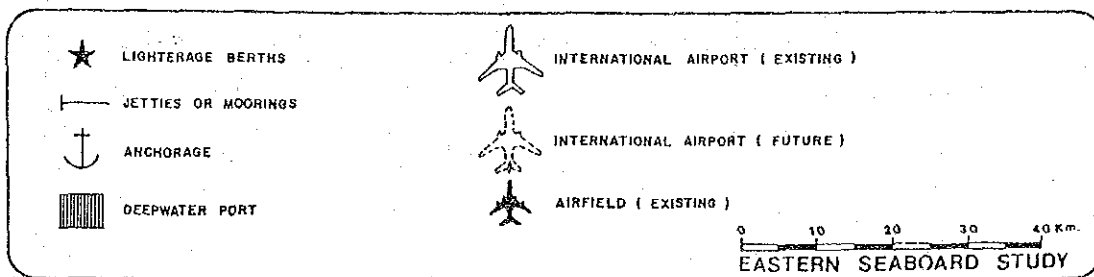 LIGHTERAGE BERTHS
JETTIES OR MOORINGS
ANCHORAGE
DEEPWATER PORT
INTERNATIONAL AIRPORT ( EXISTING )
INTERNATIONAL AIRPORT ( FUTURE )
AIRFIELD ( EXISTING )
0 10 20 30 40 Km.
EASTERN SEABOARD STUDY